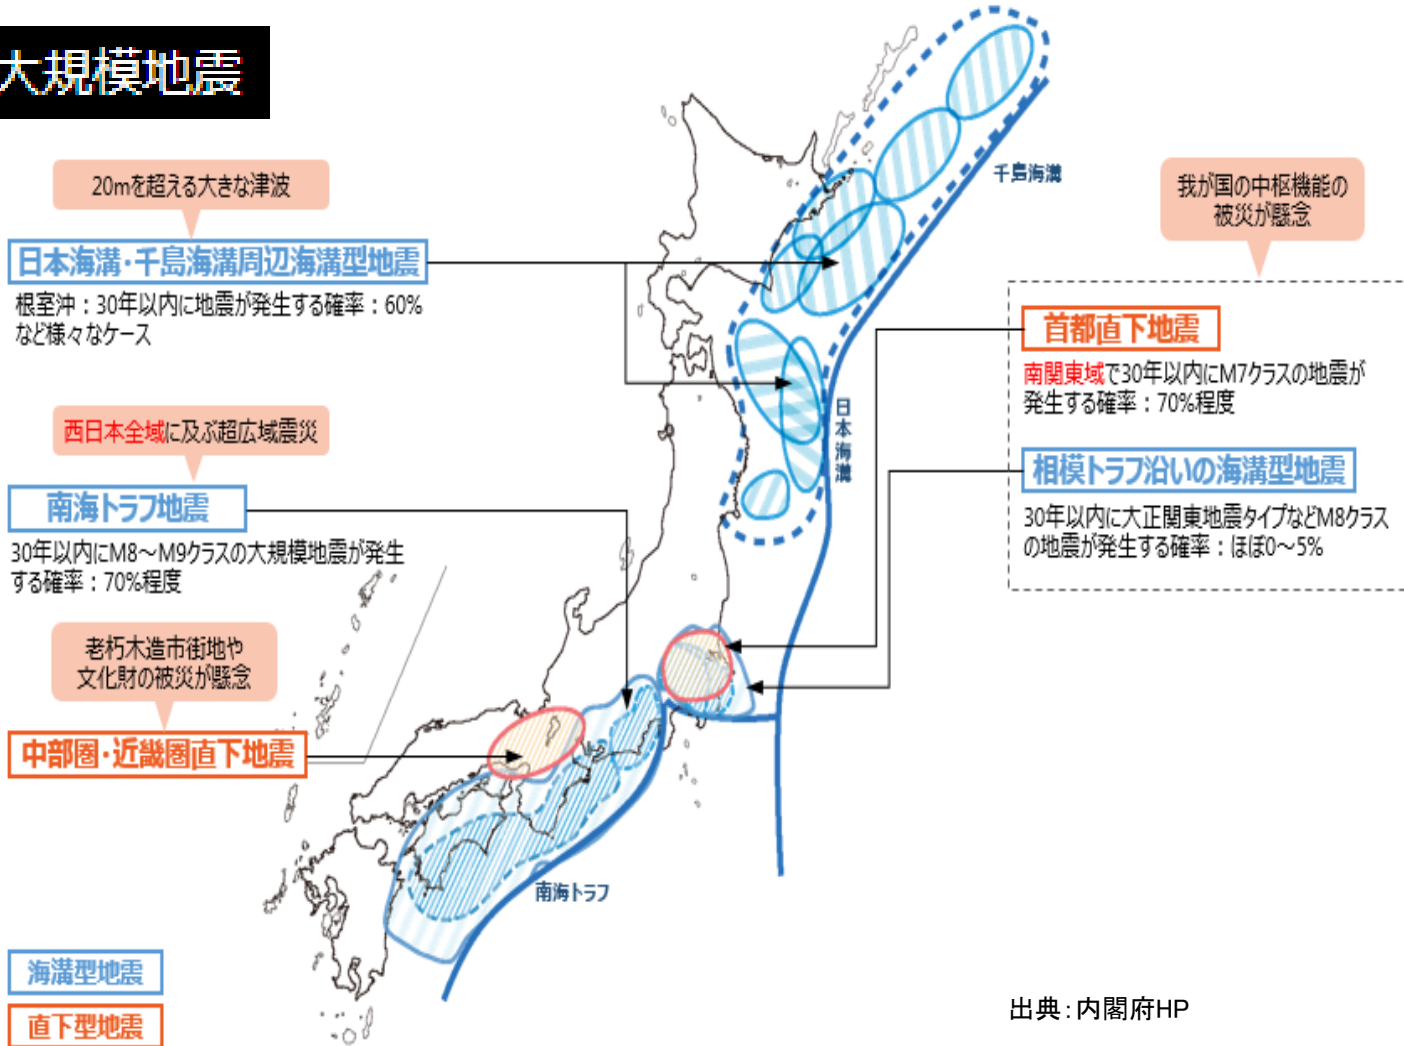 大規模地震
20mを超える大きな津波
日本海溝・千島海溝周辺海溝型地震
根室沖：30年以内に地震が発生する確率：60%
など様々なケース
西日本全域に及ぶ超広域震災
南海トラフ地震
30年以内にM8～M9クラスの大規模地震が発生
する確率：70%程度
老朽木造市街地や
文化財の被災が懸念
中部圏・近畿圏直下地震
海溝型地震
直下型地震
千島海溝
日本海溝
南海トラフ
我が国の中枢機能の
被災が懸念
首都直下地震
南関東域で30年以内にM7クラスの地震が
発生する確率：70%程度
相模トラフ沿いの海溝型地震
30年以内に大正関東地震タイプなどM8クラス
の地震が発生する確率：ほぼ0～5%
出典：内閣府HP